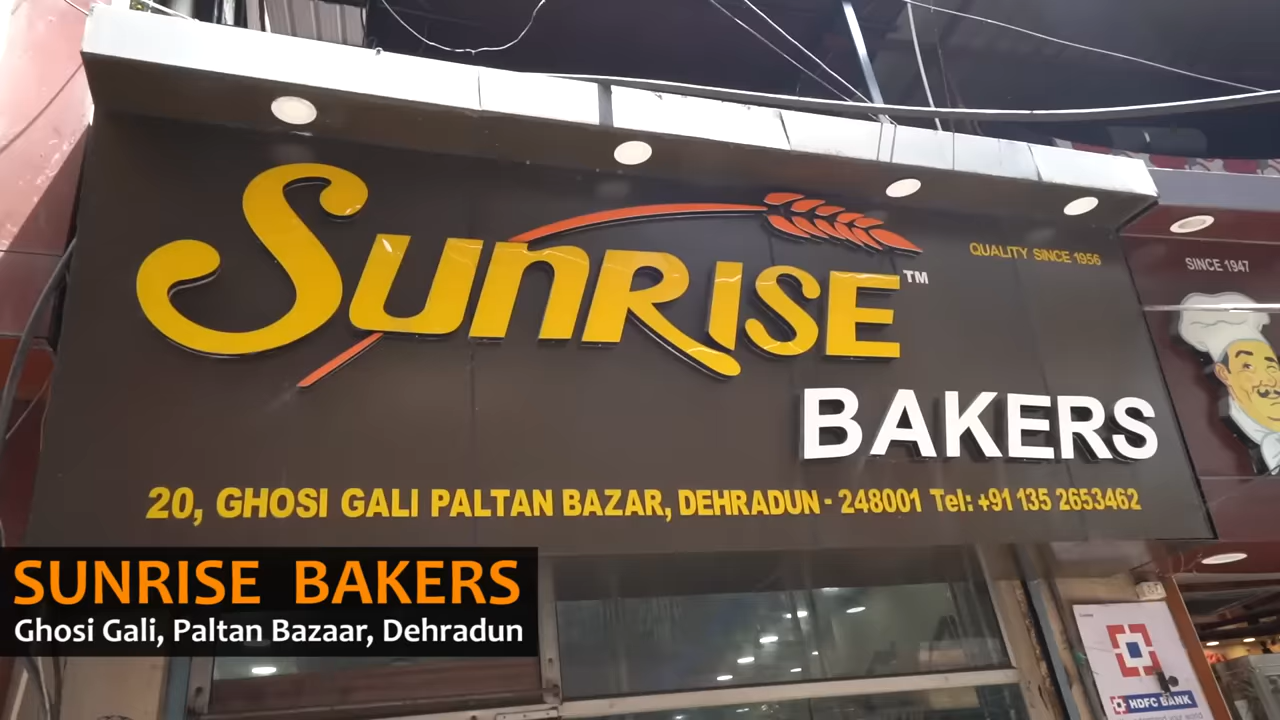 SUNRISE™
QUALITY SINCE 1956
BAKERS
20, GHOSI GALI PALTAN BAZAR, DEHRADUN - 248001 Tel: +91 135 2653462
SINCE 1947
SUNRISE BAKERS
Ghosi Gali, Paltan Bazaar, Dehradun
HDFC BANK